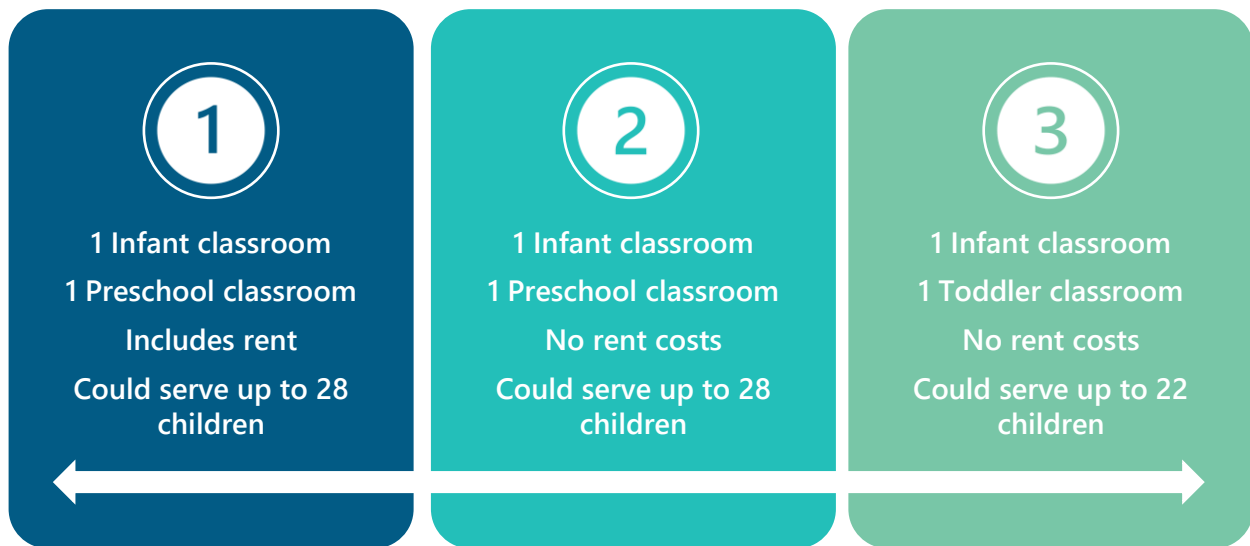 1
1 Infant classroom
1 Preschool classroom
Includes rent
Could serve up to 28
children
2
1 Infant classroom
1 Preschool classroom
No rent costs
Could serve up to 28
children
3
1 Infant classroom
1 Toddler classroom
No rent costs
Could serve up to 22
children